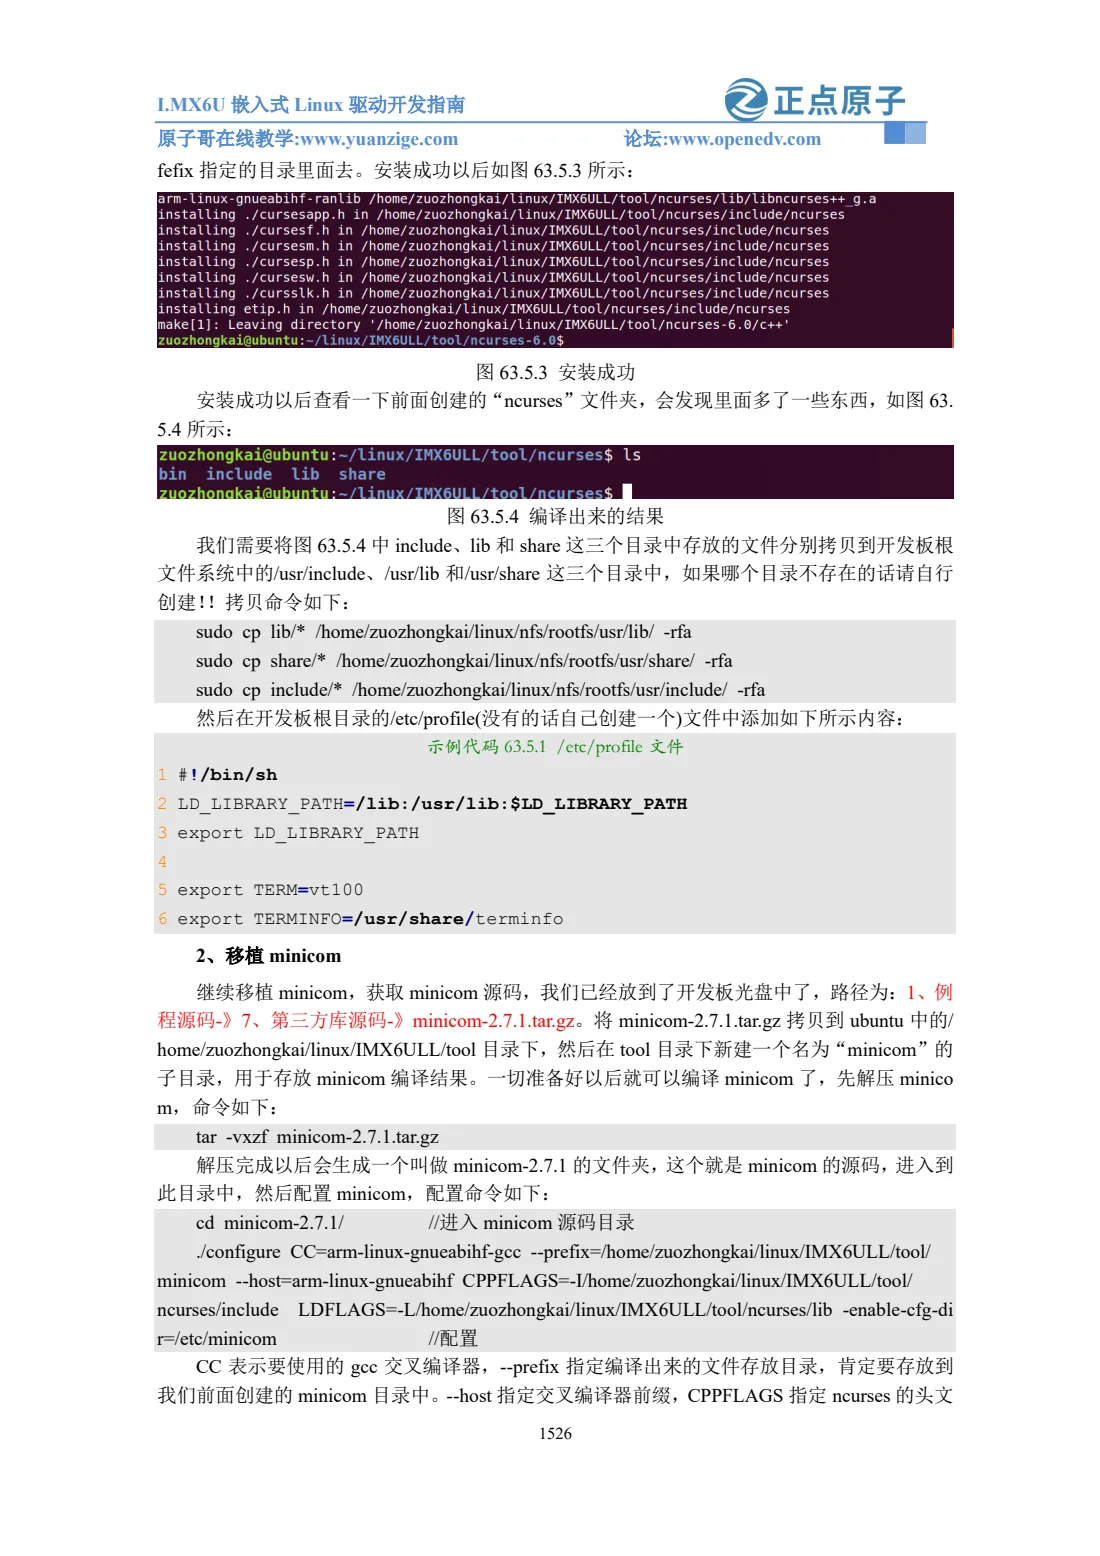 I.MX6U 嵌入式 Linux 驱动开发指南
正点原子
原子哥在线教学:www.yuanzige.com 论坛:www.openedv.com
fefix 指定的目录里面去。安装成功以后如图 63.5.3 所示：
arm-linux-gnueabihf-ranlib /home/zuozhongkai/linux/IMX6ULL/tool/ncurses/lib/libncurses++_g.a
installing ./cursesapp.h in /home/zuozhongkai/linux/IMX6ULL/tool/ncurses/include/ncurses
installing ./cursesf.h in /home/zuozhongkai/linux/IMX6ULL/tool/ncurses/include/ncurses
installing ./cursesm.h in /home/zuozhongkai/linux/IMX6ULL/tool/ncurses/include/ncurses
installing ./cursesp.h in /home/zuozhongkai/linux/IMX6ULL/tool/ncurses/include/ncurses
installing ./cursesw.h in /home/zuozhongkai/linux/IMX6ULL/tool/ncurses/include/ncurses
installing ./cursslk.h in /home/zuozhongkai/linux/IMX6ULL/tool/ncurses/include/ncurses
installing etip.h in /home/zuozhongkai/linux/IMX6ULL/tool/ncurses/include/ncurses
make[1]: Leaving directory '/home/zuozhongkai/linux/IMX6ULL/tool/ncurses-6.0/c++'
zuozhongkai@ubuntu:~/linux/IMX6ULL/tool/ncurses-6.0$
图 63.5.3 安装成功
安装成功以后查看一下前面创建的“ncurses”文件夹，会发现里面多了一些东西，如图 63.
5.4 所示：
zuozhongkai@ubuntu:~/linux/IMX6ULL/tool/ncurses$ ls
bin include lib share
zuozhongkai@ubuntu:~/linux/IMX6ULL/tool/ncurses$
图 63.5.4 编译出来的结果
我们需要将图 63.5.4 中 include、lib 和 share 这三个目录中存放的文件分别拷贝到开发板根
文件系统中的/usr/include、/usr/lib 和/usr/share 这三个目录中，如果哪个目录不存在的话请自行
创建！！拷贝命令如下：
sudo cp lib/* /home/zuozhongkai/linux/nfs/rootfs/usr/lib/ -rfa
sudo cp share/* /home/zuozhongkai/linux/nfs/rootfs/usr/share/ -rfa
sudo cp include/* /home/zuozhongkai/linux/nfs/rootfs/usr/include/ -rfa
然后在开发板根目录的/etc/profile(没有的话自己创建一个)文件中添加如下所示内容：
示例代码 63.5.1 /etc/profile 文件
1 #!/bin/sh
2 LD_LIBRARY_PATH=/lib:/usr/lib:$LD_LIBRARY_PATH
3 export LD_LIBRARY_PATH
4
5 export TERM=vt100
6 export TERMINFO=/usr/share/terminfo
2、移植 minicom
继续移植 minicom，获取 minicom 源码，我们已经放到了开发板光盘中了，路径为：1、例
程源码-》7、第三方库源码-》minicom-2.7.1.tar.gz。将 minicom-2.7.1.tar.gz 拷贝到 ubuntu 中的/
home/zuozhongkai/linux/IMX6ULL/tool 目录下，然后在 tool 目录下新建一个名为“minicom”的
子目录，用于存放 minicom 编译结果。一切准备好以后就可以编译 minicom 了，先解压 minico
m，命令如下：
tar -vxzf minicom-2.7.1.tar.gz
解压完成以后会生成一个叫做 minicom-2.7.1 的文件夹，这个就是 minicom 的源码，进入到
此目录中，然后配置 minicom，配置命令如下：
cd minicom-2.7.1/ //进入 minicom 源码目录
./configure CC=arm-linux-gnueabihf-gcc --prefix=/home/zuozhongkai/linux/IMX6ULL/tool/
minicom --host=arm-linux-gnueabihf CPPFLAGS=-I/home/zuozhongkai/linux/IMX6ULL/tool/
ncurses/include LDFLAGS=-L/home/zuozhongkai/linux/IMX6ULL/tool/ncurses/lib -enable-cfg-di
r=/etc/minicom //配置
CC 表示要使用的 gcc 交叉编译器，--prefix 指定编译出来的文件存放目录，肯定要存放到
我们前面创建的 minicom 目录中。--host 指定交叉编译器前缀，CPPFLAGS 指定 ncurses 的头文
1526